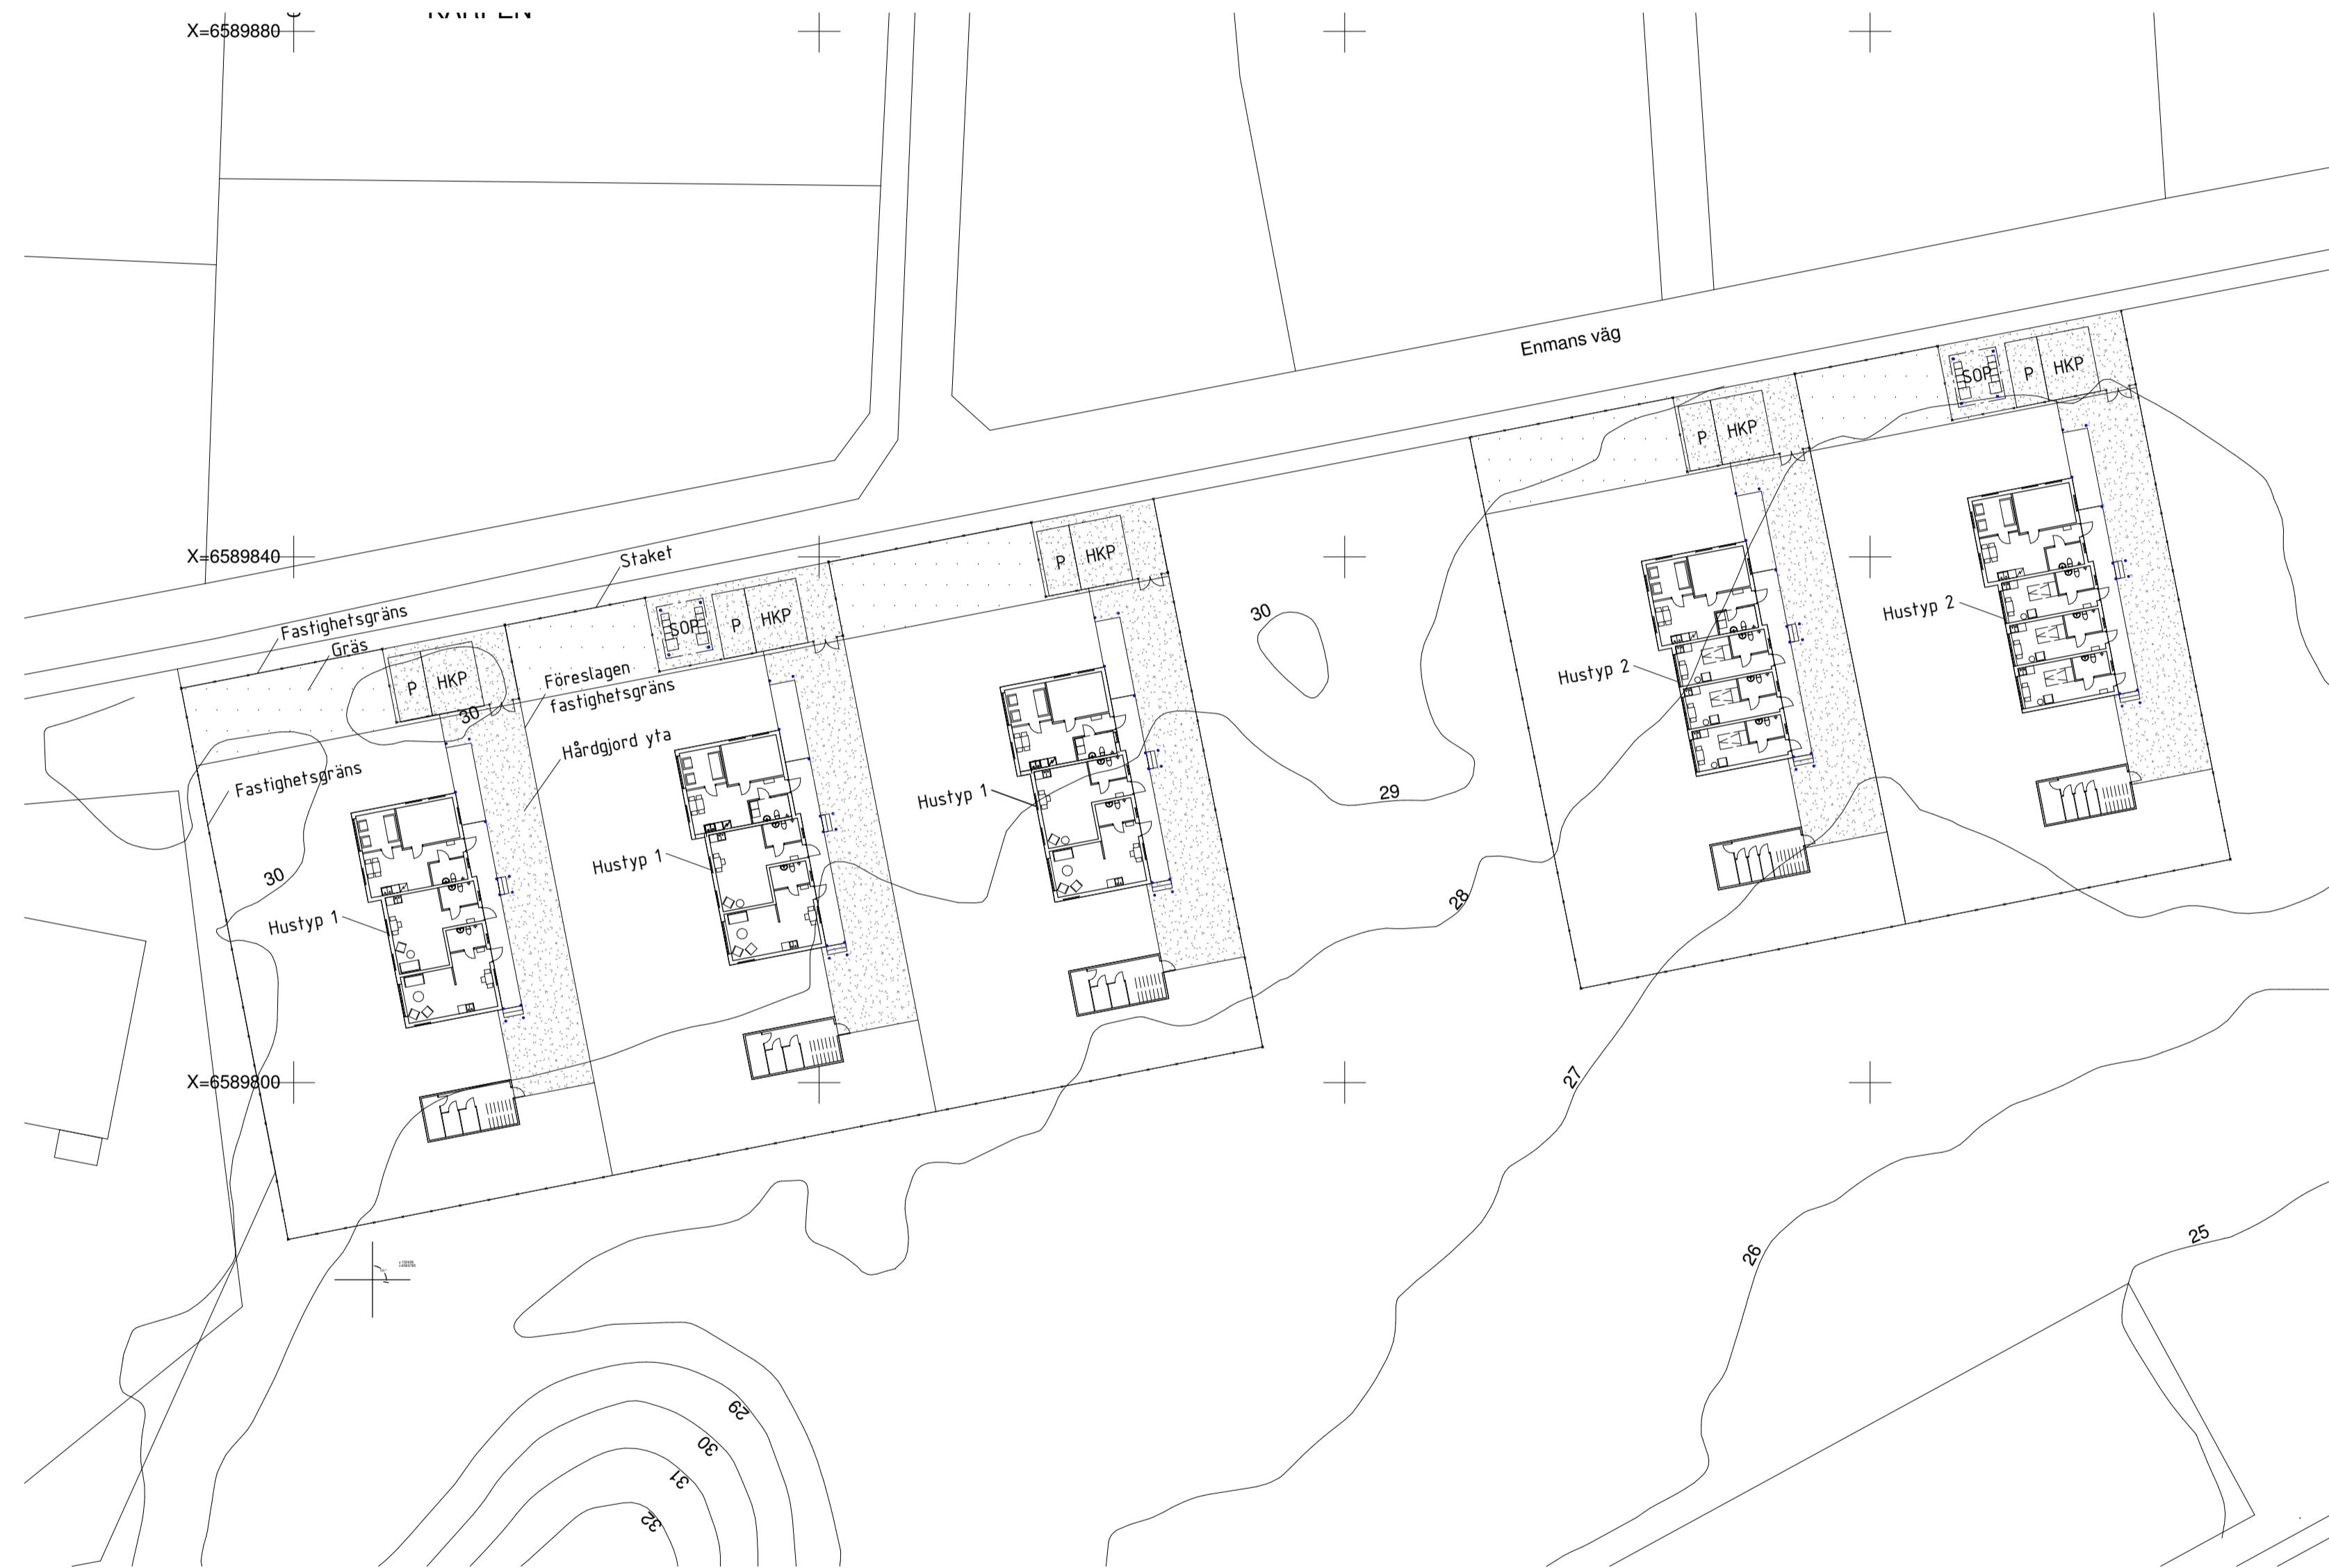 X=6589880
Enmans väg
SOP
P
HKP
P
HKP
X=6589840
Staket
P
HKP
Fastighetsgräns
Gräs
SOP
P
HKP
Hustyp 2
Hustyp 2
30
P
HKP
30
Föreslagen
fastighetsgräns
Hårdgjord yta
Fastighetsgräns
Hustyp 1
29
Hustyp 1
30
28
Hustyp 1
X=6589800
27
26
25
29
30
31
32